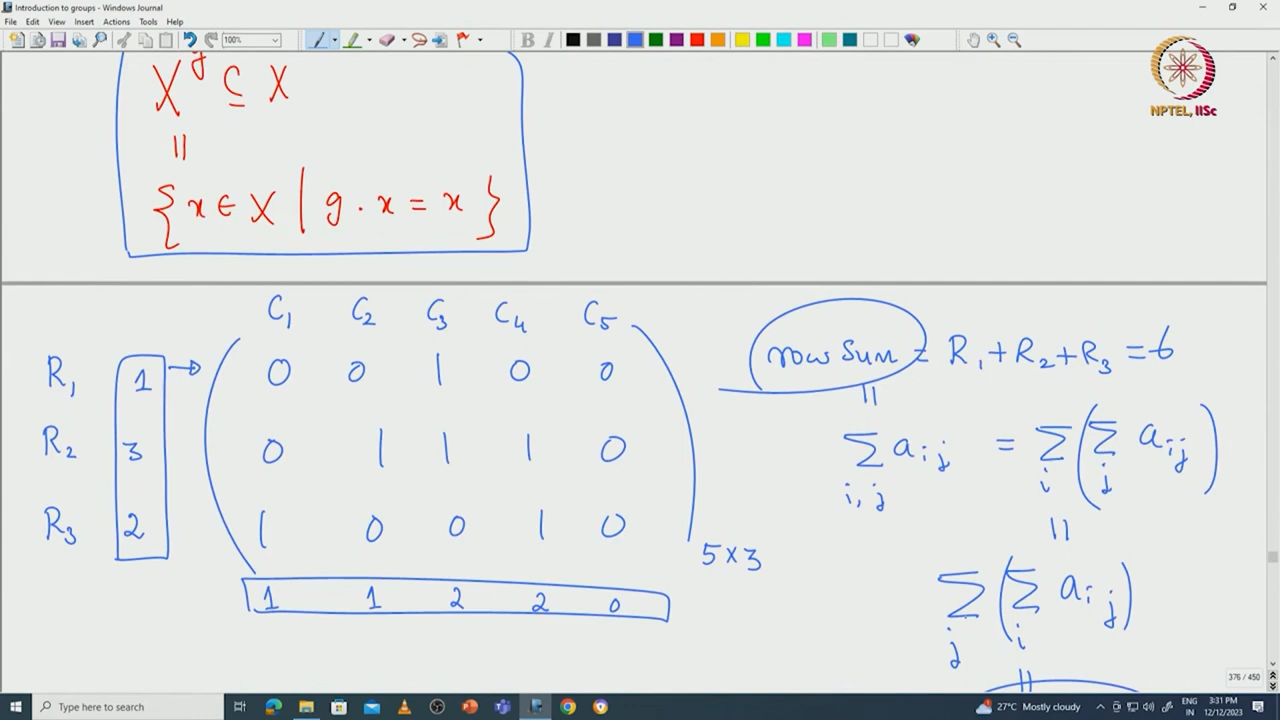 Introduction to groups - Windows Journal
File Edit View Insert Actions Tools Help
100%
B I
NPTEL, IISc
X^g ⊆ X
||
{ x ∈ X | g · x = x }
C1 C2 C3 C4 C5
R1 1 → 0 0 1 0 0
R2 3 0 1 1 1 0
R3 2 1 0 0 1 0
5 x 3
1 1 2 2 0
row sum = R1 + R2 + R3 = 6
||
∑i,j aij = ∑i (∑j aij)
||
∑j (∑i aij)
||
376 / 450
Type here to search
27°C Mostly cloudy
ENG
IN
3:31 PM
12/12/2023